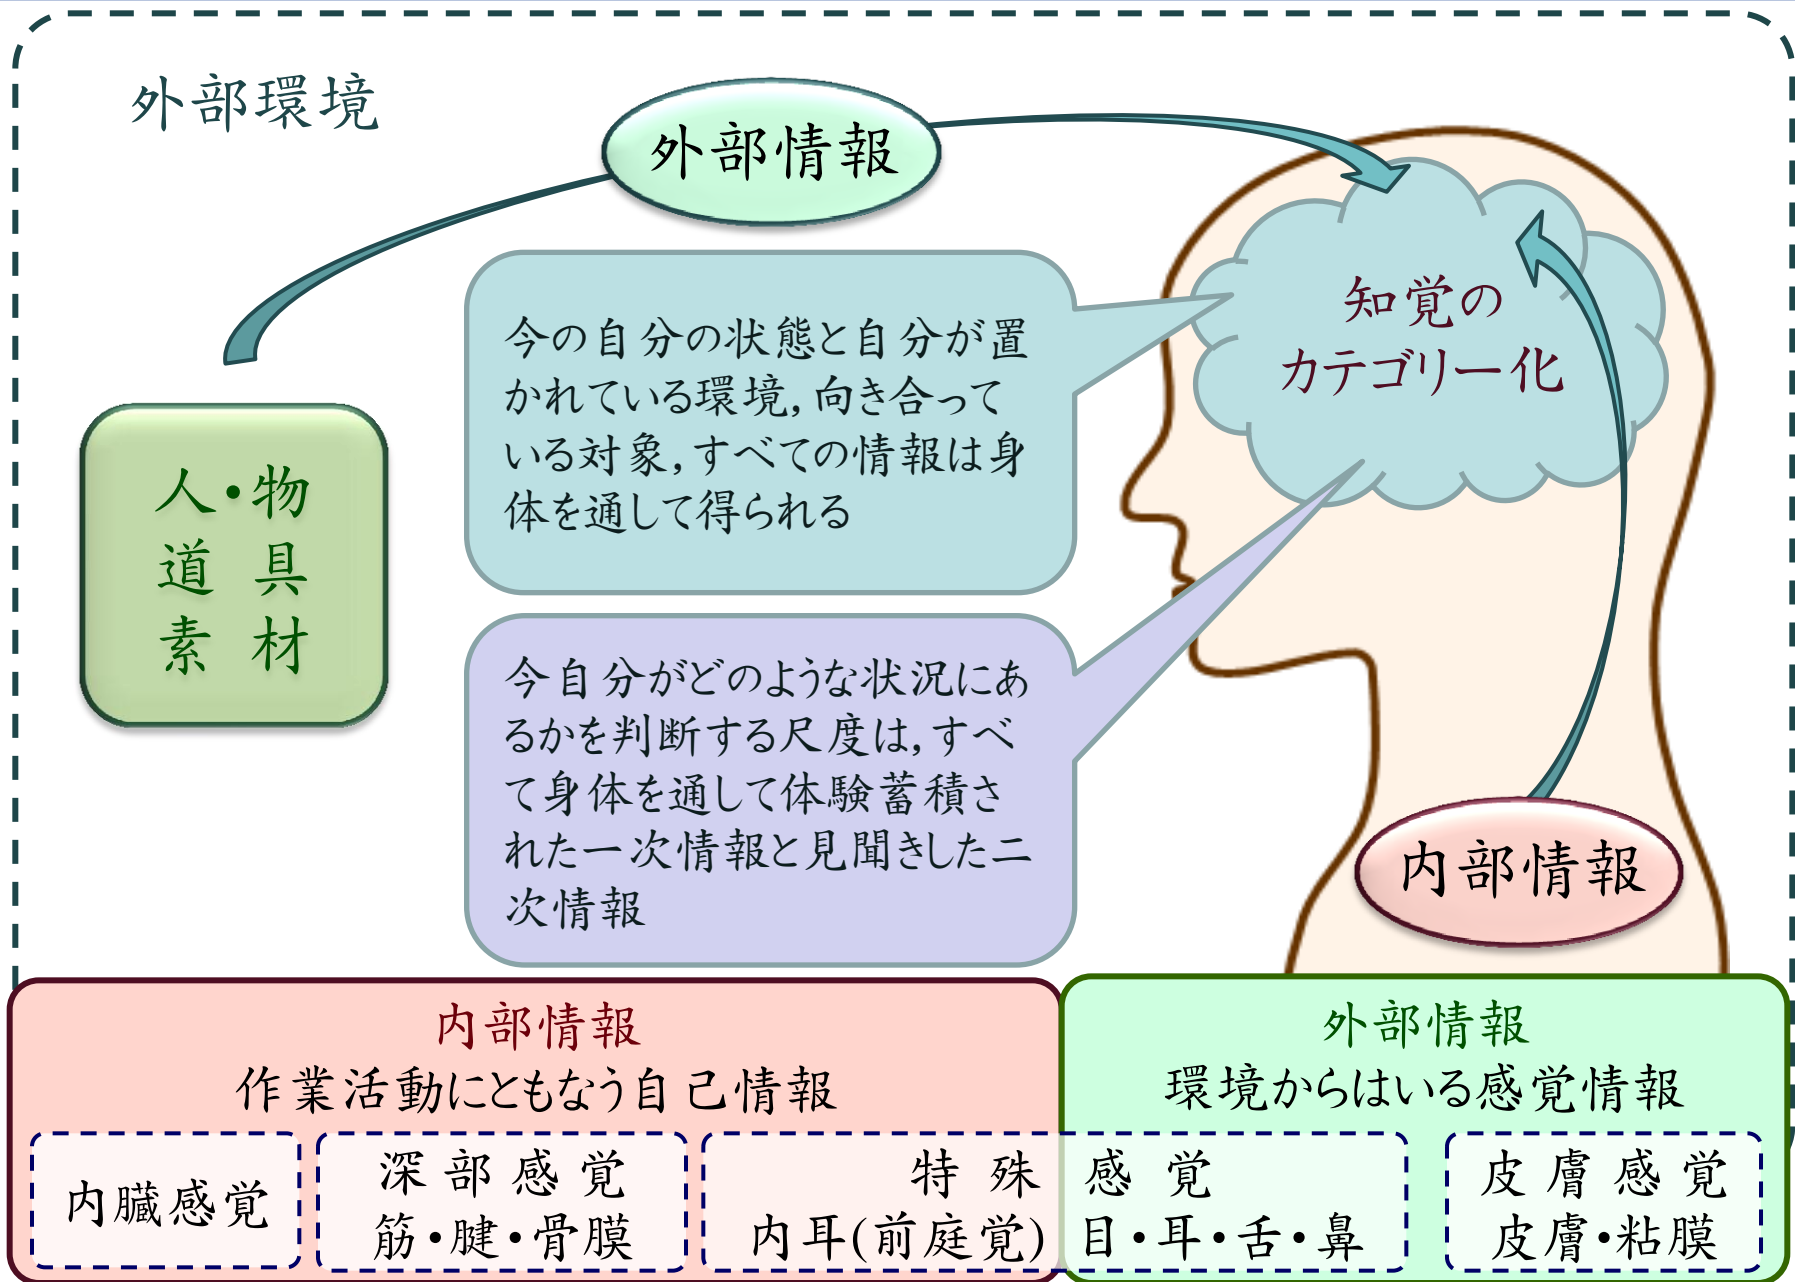 外部環境
外部情報
知覚の
カテゴリー化
今の自分の状態と自分が置
かれている環境,向き合って
いる対象,すべての情報は身
体を通して得られる
人・物
道 具
素 材
今自分がどのような状況にあ
るかを判断する尺度は,すべ
て身体を通して体験蓄積さ
れた一次情報と見聞きした二
次情報
内部情報
内部情報
作業活動にともなう自己情報
外部情報
環境からはいる感覚情報
内臓感覚
深部感覚
筋・腱・骨膜
特殊感覚
内耳(前庭覚) 目・耳・舌・鼻
皮膚感覚
皮膚・粘膜